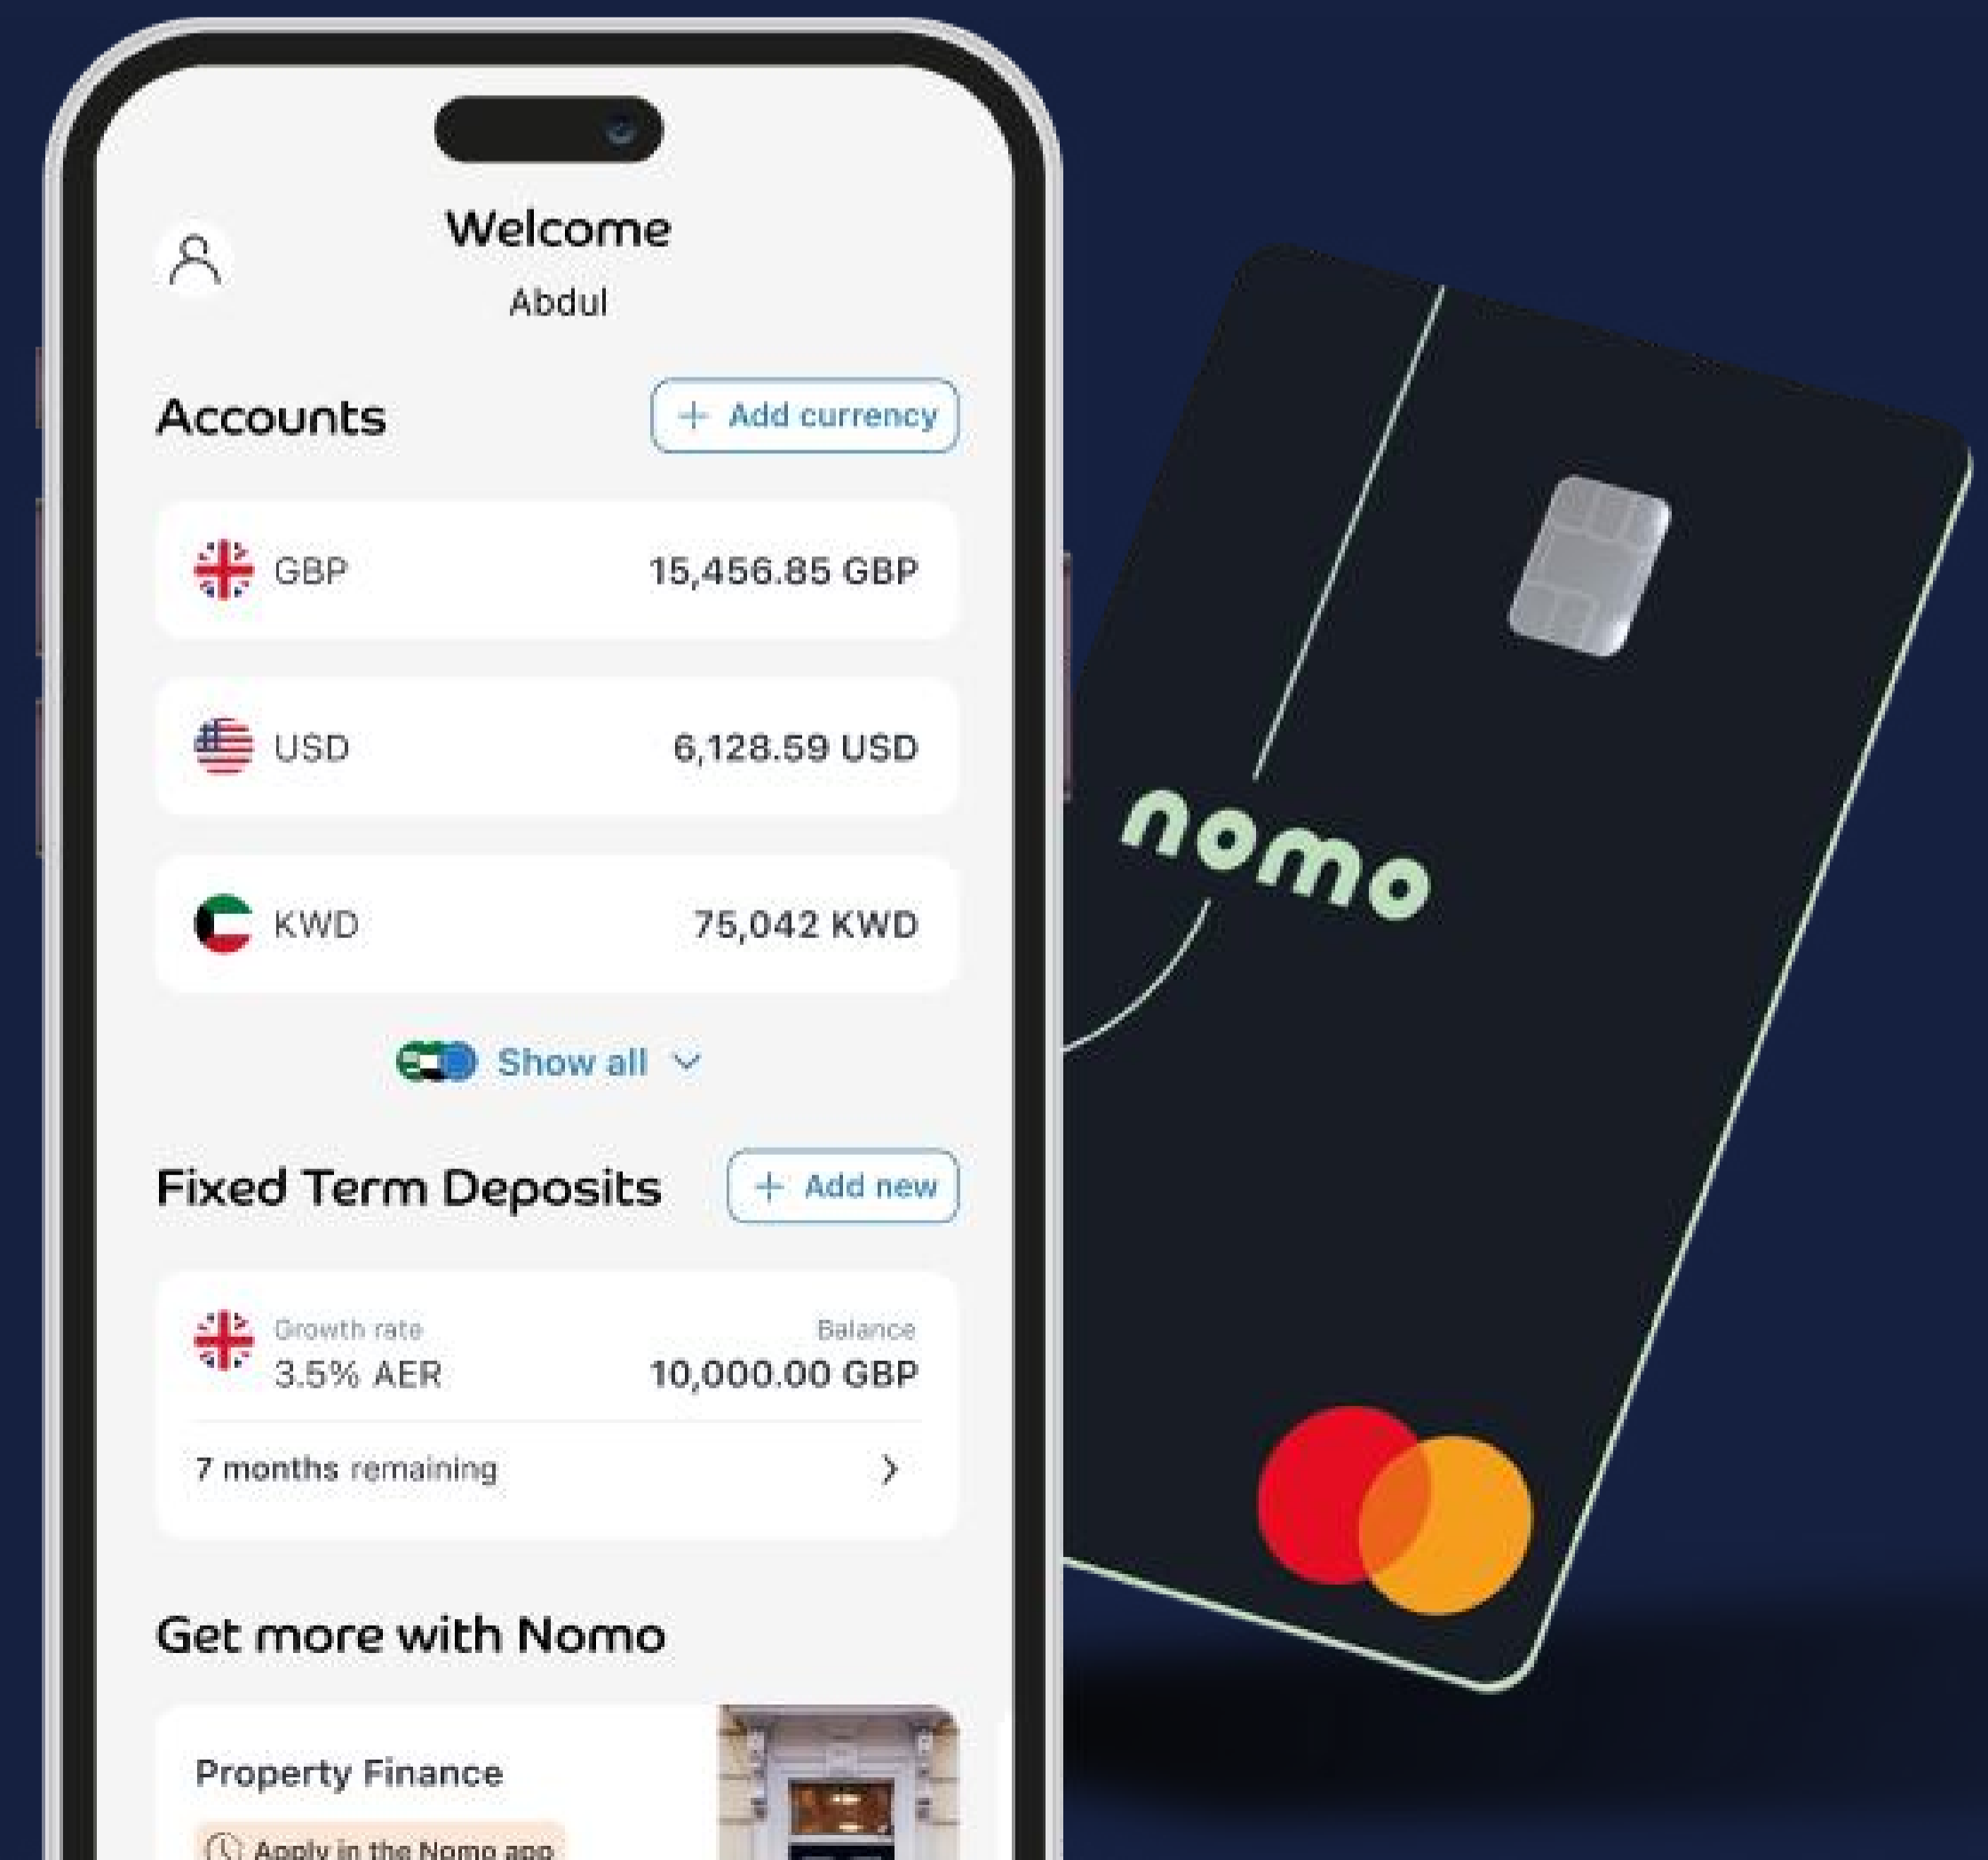 Welcome
Abdul
Accounts
+ Add currency
GBP 15,456.85 GBP
USD 6,128.59 USD
KWD 75,042 KWD
Show all
Fixed Term Deposits
+ Add new
Growth rate Balance
3.5% AER 10,000.00 GBP
7 months remaining
Get more with Nomo
Property Finance
Apply in the Nomo app
nomo